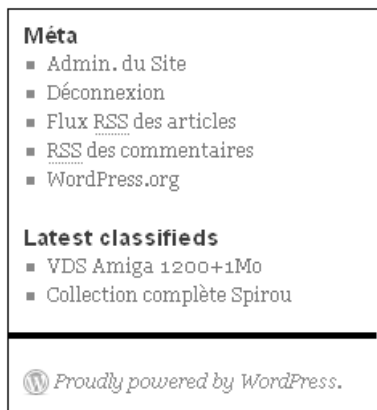 Méta
Admin. du Site
Déconnexion
Flux RSS des articles
RSS des commentaires
WordPress.org
Latest classifieds
VDS Amiga 1200+1Mo
Collection complète Spirou
Proudly powered by WordPress.